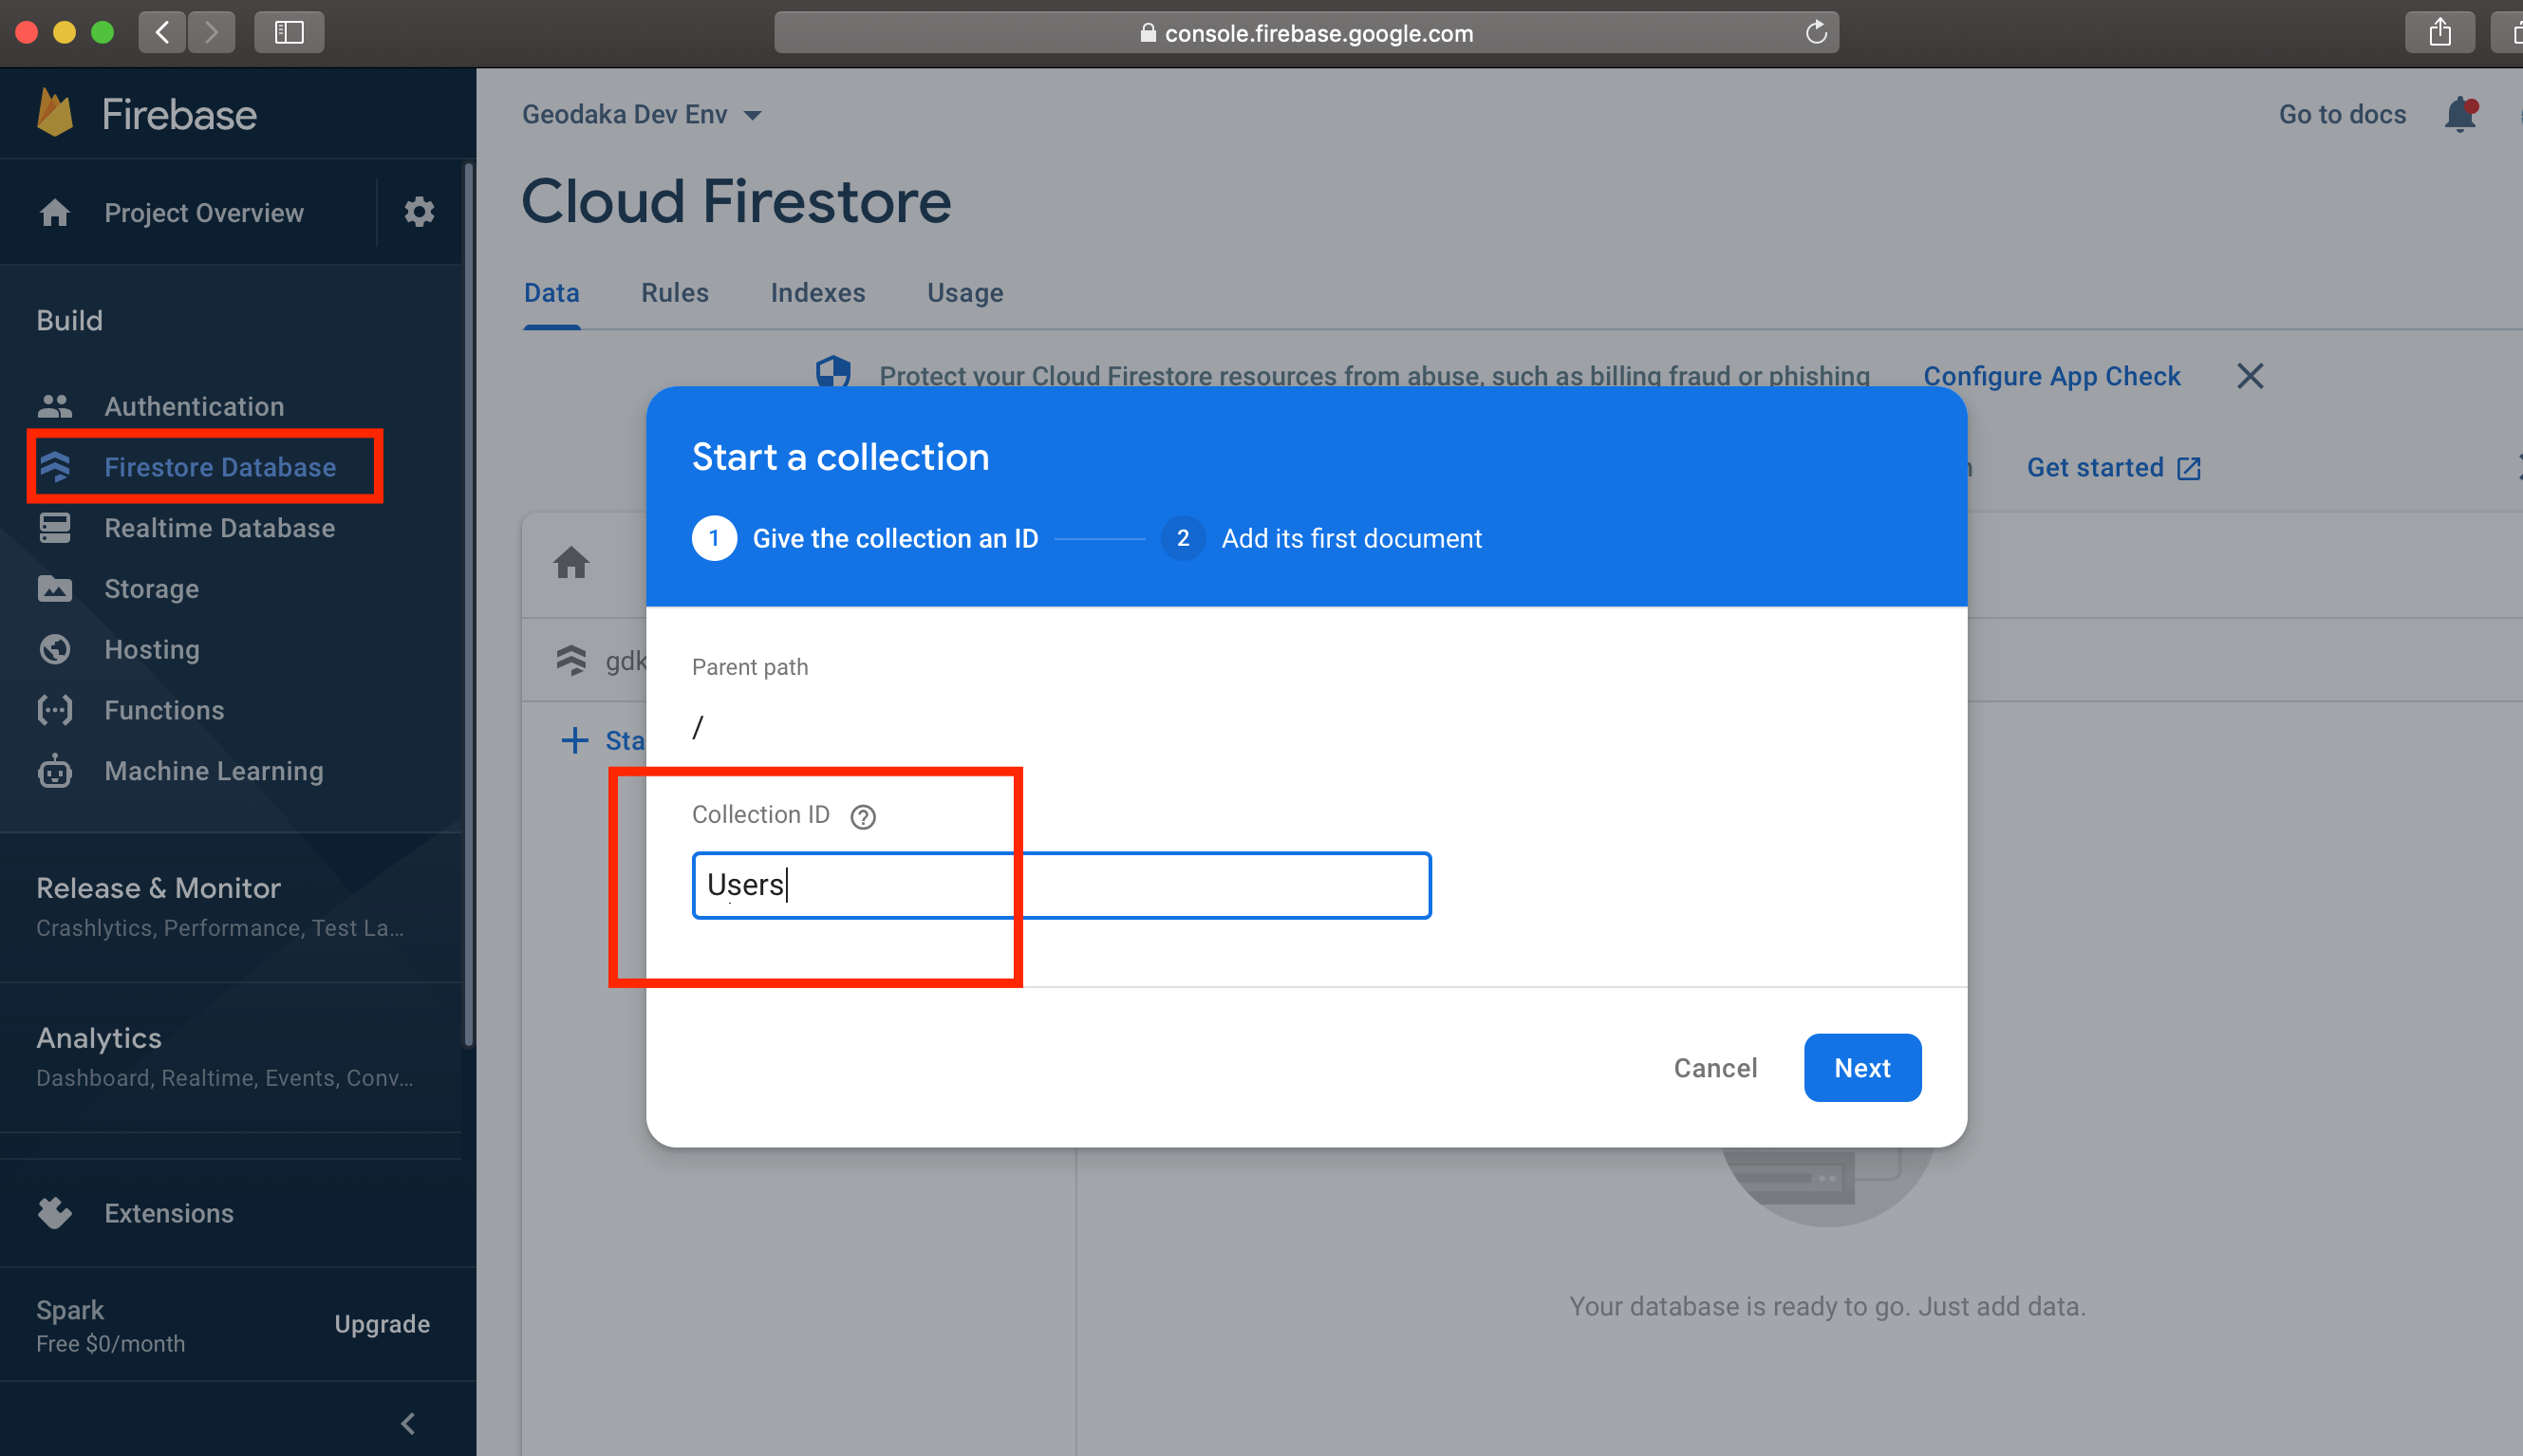 console.firebase.google.com
Firebase
Project Overview
Build
Authentication
Firestore Database
Realtime Database
Storage
Hosting
Functions
Machine Learning
Release & Monitor
Crashlytics, Performance, Test La...
Analytics
Dashboard, Realtime, Events, Conv...
Extensions
Spark
Free $0/month
Upgrade
Geodaka Dev Env
Go to docs
Cloud Firestore
Data Rules Indexes Usage
Protect your Cloud Firestore resources from abuse, such as billing fraud or phishing Configure App Check
Get started
gdk
+ Sta
Start a collection
1 Give the collection an ID 2 Add its first document
Parent path
/
Collection ID ?
Users
Cancel Next
Your database is ready to go. Just add data.